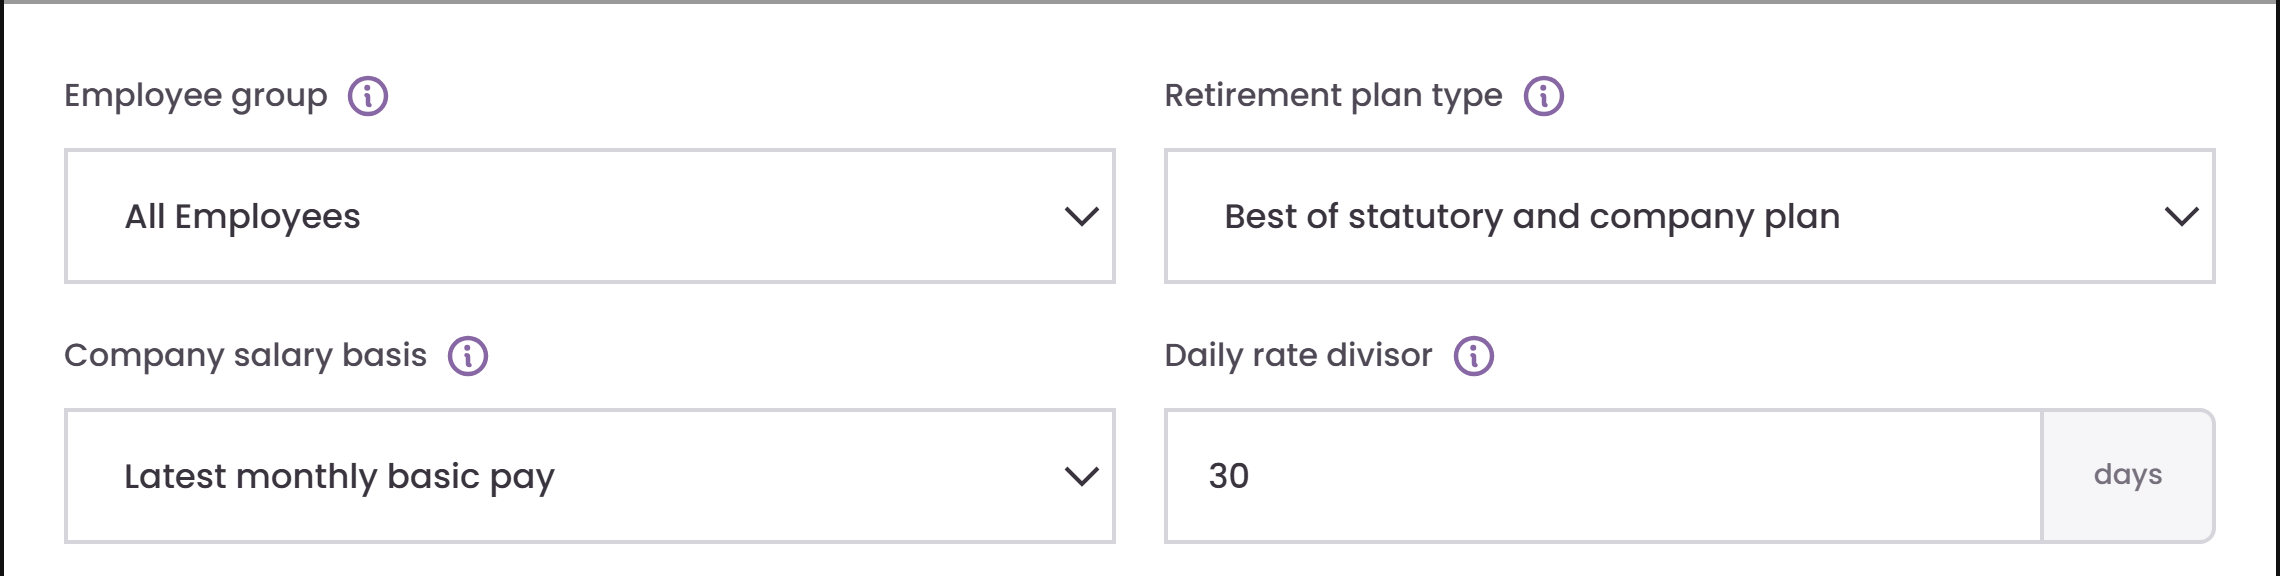 Employee group
Retirement plan type
All Employees
Best of statutory and company plan
Company salary basis
Daily rate divisor
Latest monthly basic pay
30
days